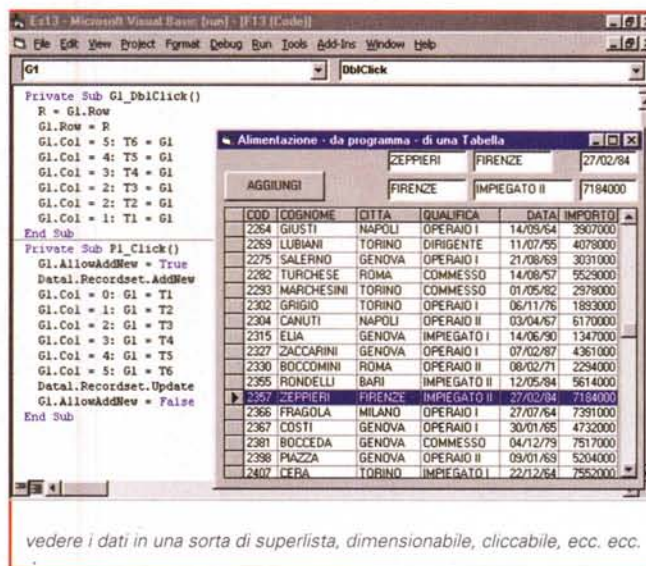 Es13 - Microsoft Visual Basic [run] - [F13 (Code)]
File Edit View Project Format Debug Run Tools Add-Ins Window Help
G1 DblClick
Private Sub G1_DblClick()
R = G1.Row
G1.Row = R
G1.Col = 5: T6 = G1
G1.Col = 4: T5 = G1
G1.Col = 3: T4 = G1
G1.Col = 2: T3 = G1
G1.Col = 2: T2 = G1
G1.Col = 1: T1 = G1
End Sub
Private Sub P1_Click()
G1.AllowAddNew = True
Data1.Recordset.AddNew
G1.Col = 0: G1 = T1
G1.Col = 1: G1 = T2
G1.Col = 2: G1 = T3
G1.Col = 3: G1 = T4
G1.Col = 4: G1 = T5
G1.Col = 5: G1 = T6
Data1.Recordset.Update
G1.AllowAddNew = False
End Sub
Alimentazione - da programma - di una Tabella
ZEPPIERI FIRENZE 27/02/84
AGGIUNGI
FIRENZE IMPIEGATO II 7184000
COD COGNOME CITTA QUALIFICA DATA IMPORTO
2264 GIUSTI NAPOLI OPERAIO I 14/09/64 3907000
2269 LUBIANI TORINO DIRIGENTE 11/07/55 4078000
2275 SALERNO GENOVA OPERAIO I 21/08/69 3031000
2282 TURCHESE ROMA COMMESSO 14/08/57 5529000
2293 MARCHESINI TORINO COMMESSO 01/05/82 2978000
2302 GRIGIO TORINO OPERAIO I 06/11/76 1893000
2304 CANUTI NAPOLI OPERAIO II 03/04/67 6170000
2315 ELIA GENOVA IMPIEGATO I 14/06/90 1347000
2327 ZACCARINI GENOVA OPERAIO I 07/02/87 4361000
2330 BOCCOMINI ROMA OPERAIO II 08/02/71 2294000
2355 RONDELLI BARI IMPIEGATO II 12/05/84 5614000
2357 ZEPPIERI FIRENZE IMPIEGATO II 27/02/84 7184000
2366 FRAGOLA MILANO OPERAIO I 27/07/64 7391000
2367 COSTI GENOVA OPERAIO I 30/01/65 4732000
2381 BOCCEDA GENOVA COMMESSO 04/12/79 7517000
2398 PIAZZA GENOVA OPERAIO II 09/01/69 5204000
2407 CERA TORINO IMPIEGATO I 22/12/64 7552000
vedere i dati in una sorta di superlista, dimensionabile, cliccabile, ecc. ecc.